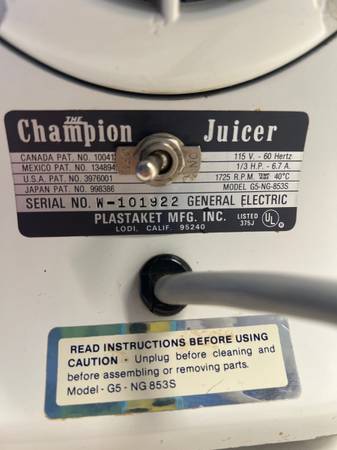 THE
Champion Juicer
CANADA PAT. NO. 10041
MEXICO PAT. NO. 134894
U.S.A. PAT. NO. 3976001
JAPAN PAT. NO. 998386
115 V. - 60 Hertz
1/3 H.P. - 6.7 A.
1725 R.P.M. 40°C
MODEL G5-NG-853S
SERIAL NO. W-101922 GENERAL ELECTRIC
PLASTAKET MFG. INC.
LODI, CALIF. 95240
LISTED
375J
UL
READ INSTRUCTIONS BEFORE USING
CAUTION - Unplug before cleaning and
before assembling or removing parts.
Model - G5 - NG 853S